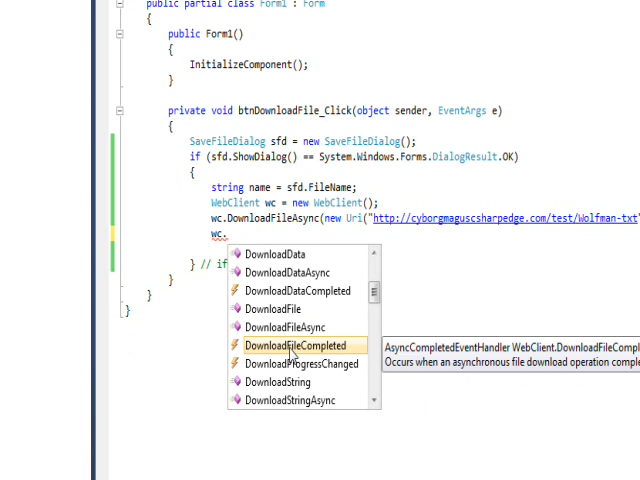 public partial class Form1 : Form
{
public Form1()
{
InitializeComponent();
}
private void btnDownloadFile_Click(object sender, EventArgs e)
{
SaveFileDialog sfd = new SaveFileDialog();
if (sfd.ShowDialog() == System.Windows.Forms.DialogResult.OK)
{
string name = sfd.FileName;
WebClient wc = new WebClient();
wc.DownloadFileAsync(new Uri("http://cyborgmaguscsharpedge.com/test/Wolfman-txt"
wc.
} // if
}
}
}
DownloadData
DownloadDataAsync
DownloadDataCompleted
DownloadFile
DownloadFileAsync
DownloadFileCompleted
DownloadProgressChanged
DownloadString
DownloadStringAsync
AsyncCompletedEventHandler WebClient.DownloadFileCompl
Occurs when an asynchronous file download operation comple